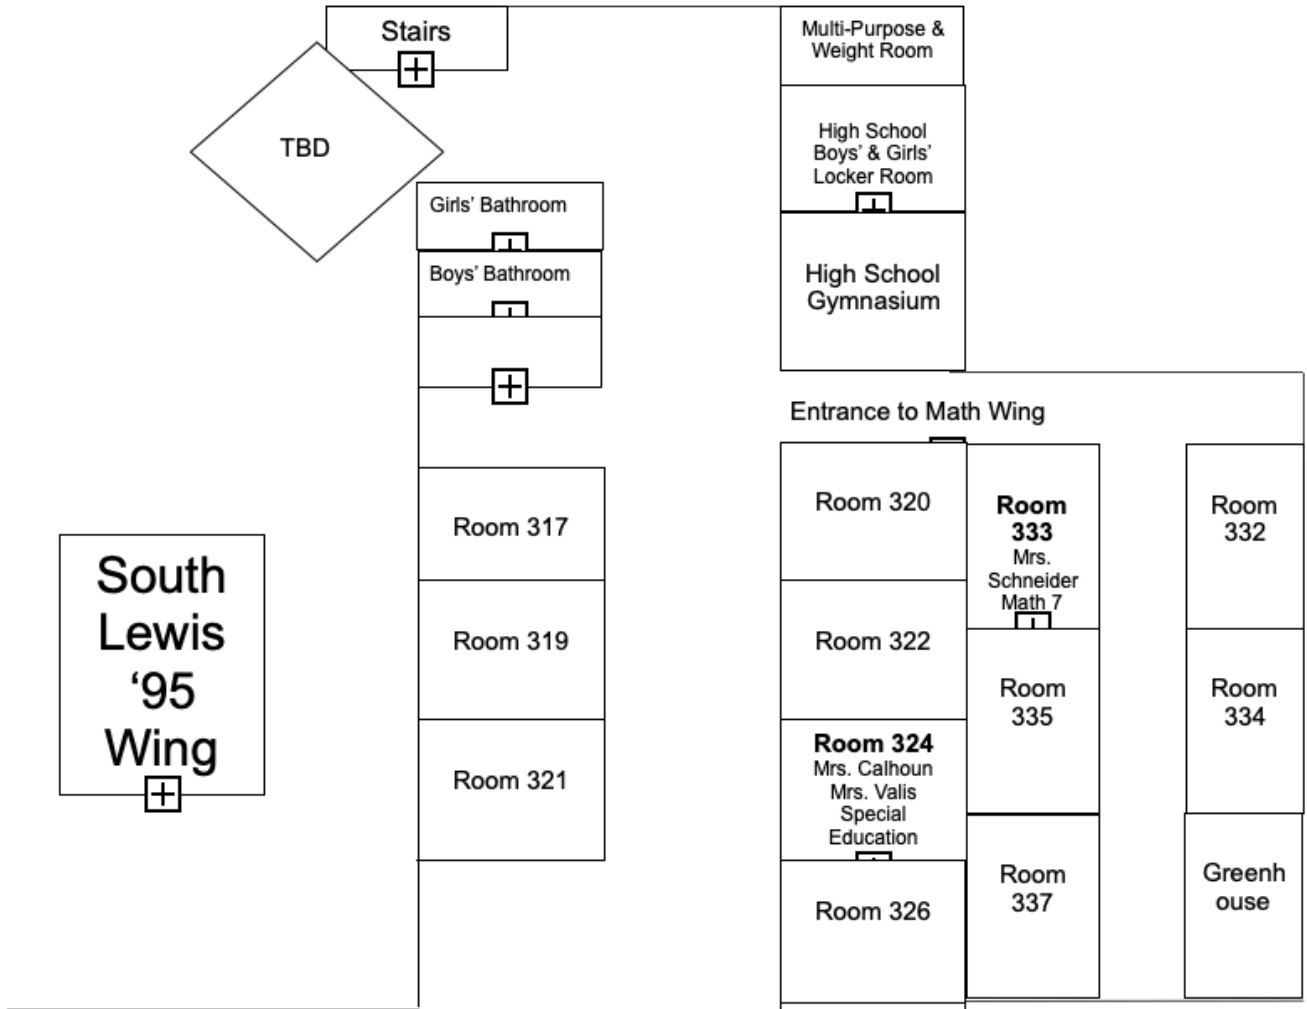 Stairs
Multi-Purpose &
Weight Room
TBD
High School
Boys' & Girls'
Locker Room
Girls' Bathroom
Boys' Bathroom
High School
Gymnasium
Entrance to Math Wing
South
Lewis
‘95
Wing
Room 317
Room 319
Room 321
Room 320
Room 322
Room 324
Mrs. Calhoun
Mrs. Valis
Special
Education
Room 326
Room
333
Mrs.
Schneider
Math 7
Room
335
Room
337
Room
332
Room
334
Greenh
ouse